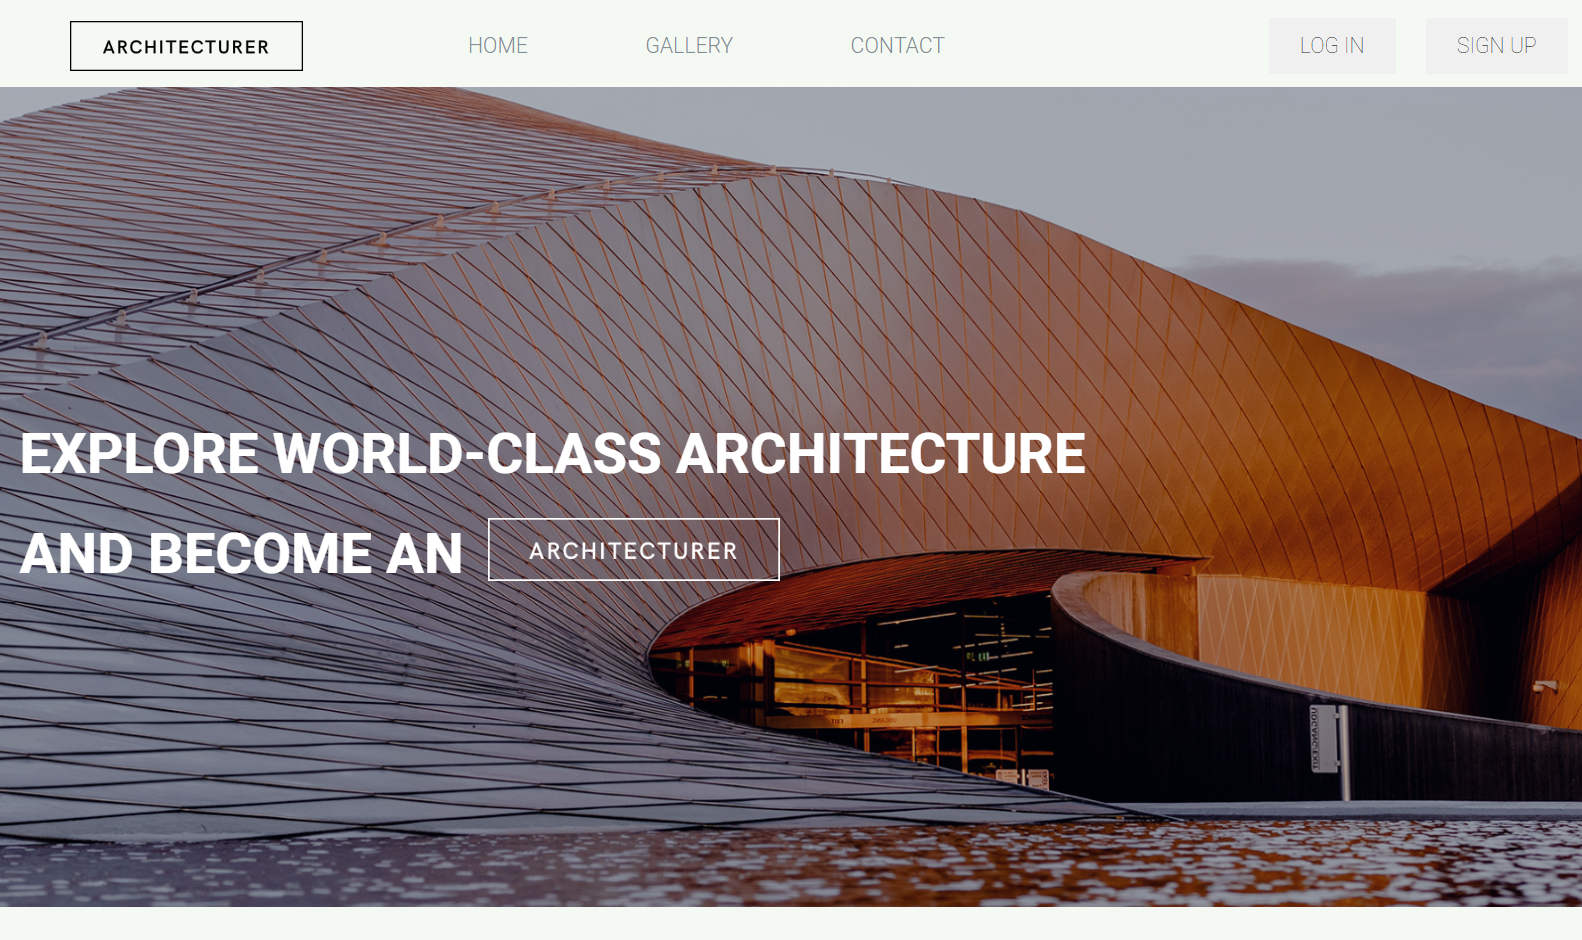 ARCHITECTURER HOME GALLERY CONTACT LOG IN SIGN UP
EXPLORE WORLD-CLASS ARCHITECTURE
AND BECOME AN ARCHITECTURER